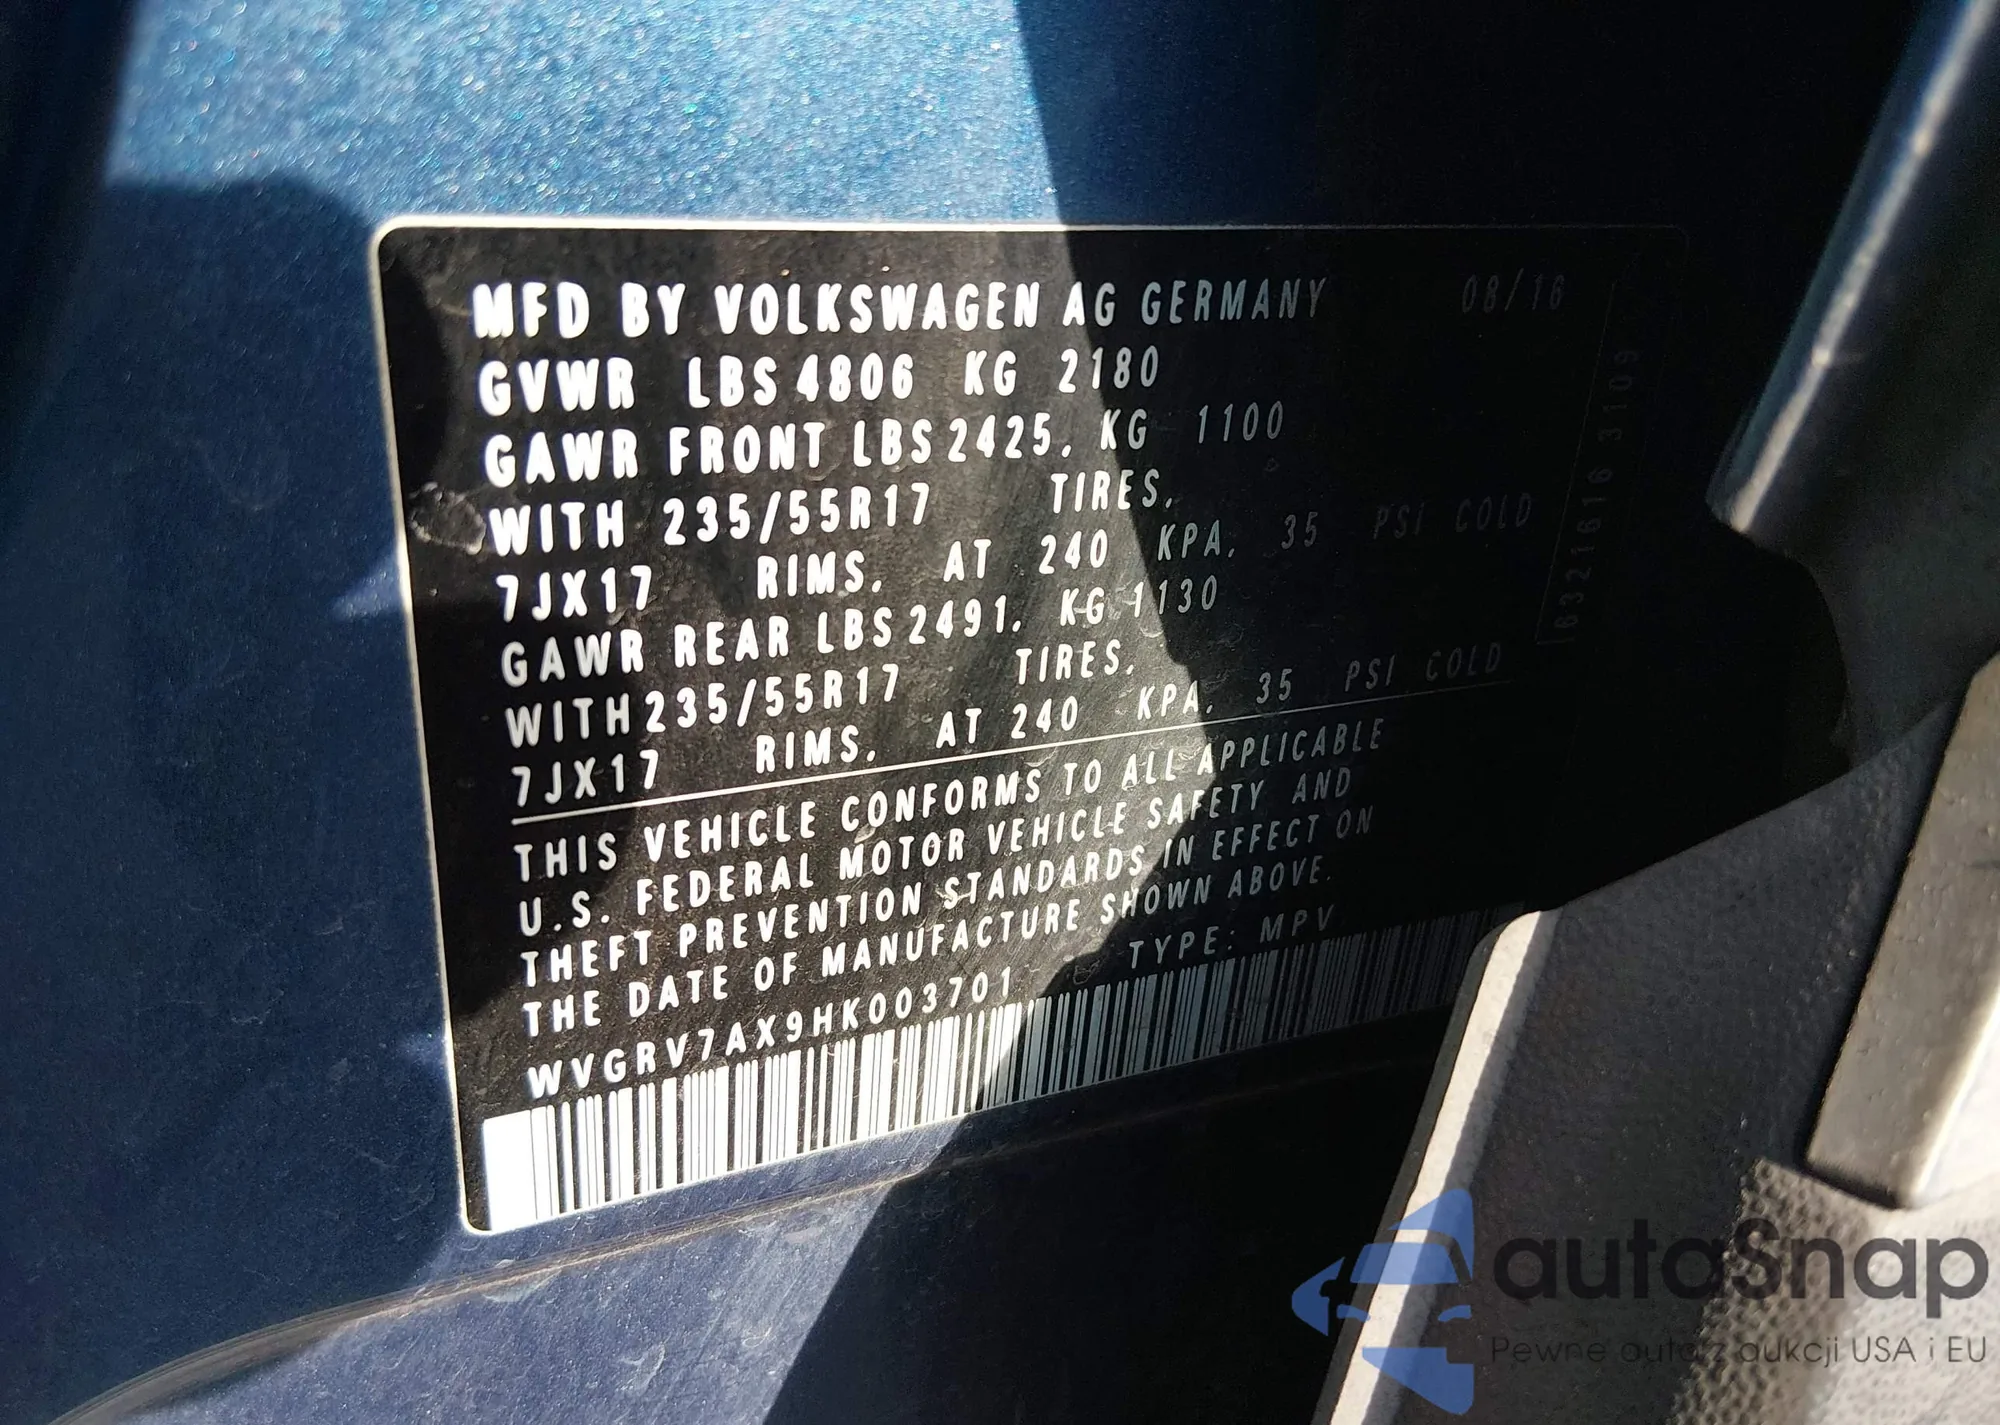 MFD BY VOLKSWAGEN AG GERMANY 08/16
GVWR LBS 4806 KG 2180
GAWR FRONT LBS 2425, KG 1100
WITH 235/55R17 TIRES,
7JX17 RIMS, AT 240 KPA, 35 PSI COLD
GAWR REAR LBS 2491, KG 1130
WITH 235/55R17 TIRES,
7JX17 RIMS, AT 240 KPA, 35 PSI COLD
THIS VEHICLE CONFORMS TO ALL APPLICABLE
U.S. FEDERAL MOTOR VEHICLE SAFETY AND
THEFT PREVENTION STANDARDS IN EFFECT ON
THE DATE OF MANUFACTURE SHOWN ABOVE.
WVGRV7AX9HK003701 TYPE: MPV
16321616 3109
autoSnap
Pewne auta z aukcji USA i EU